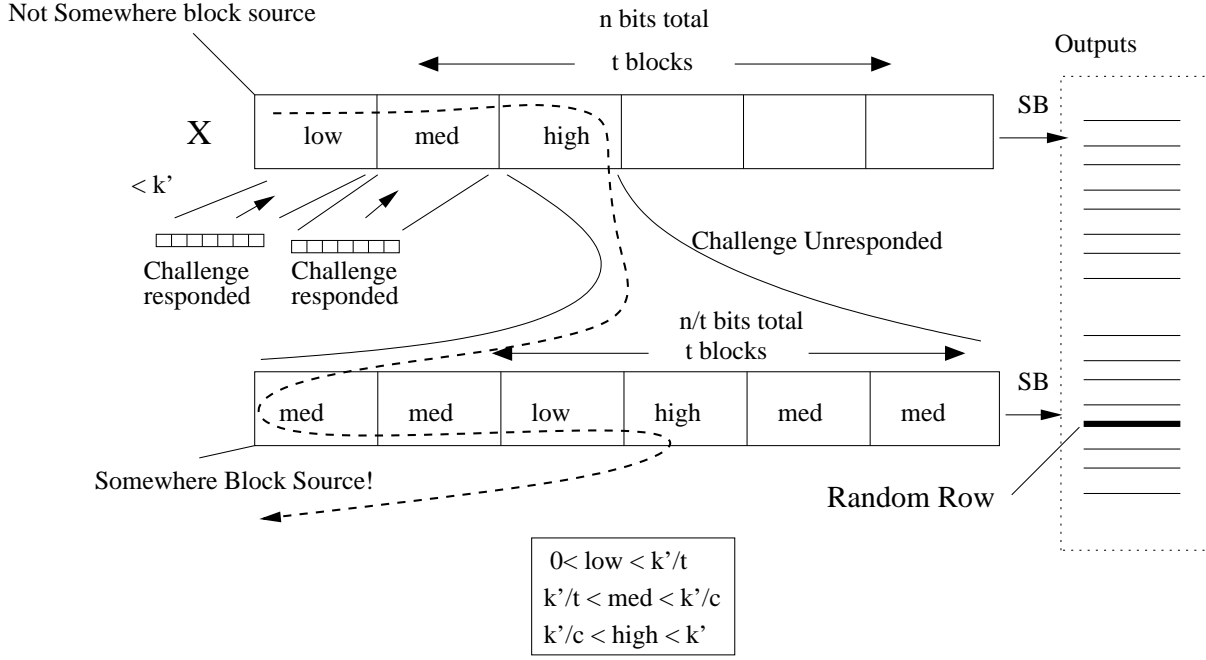 Not Somewhere block source
n bits total
Outputs
t blocks
SB
X
low
med
high
< k’
Challenge
responded
Challenge
responded
Challenge Unresponded
n/t bits total
t blocks
SB
med
med
low
high
med
med
Somewhere Block Source!
Random Row
0< low < k’/t
k’/t < med < k’/c
k’/c < high < k’